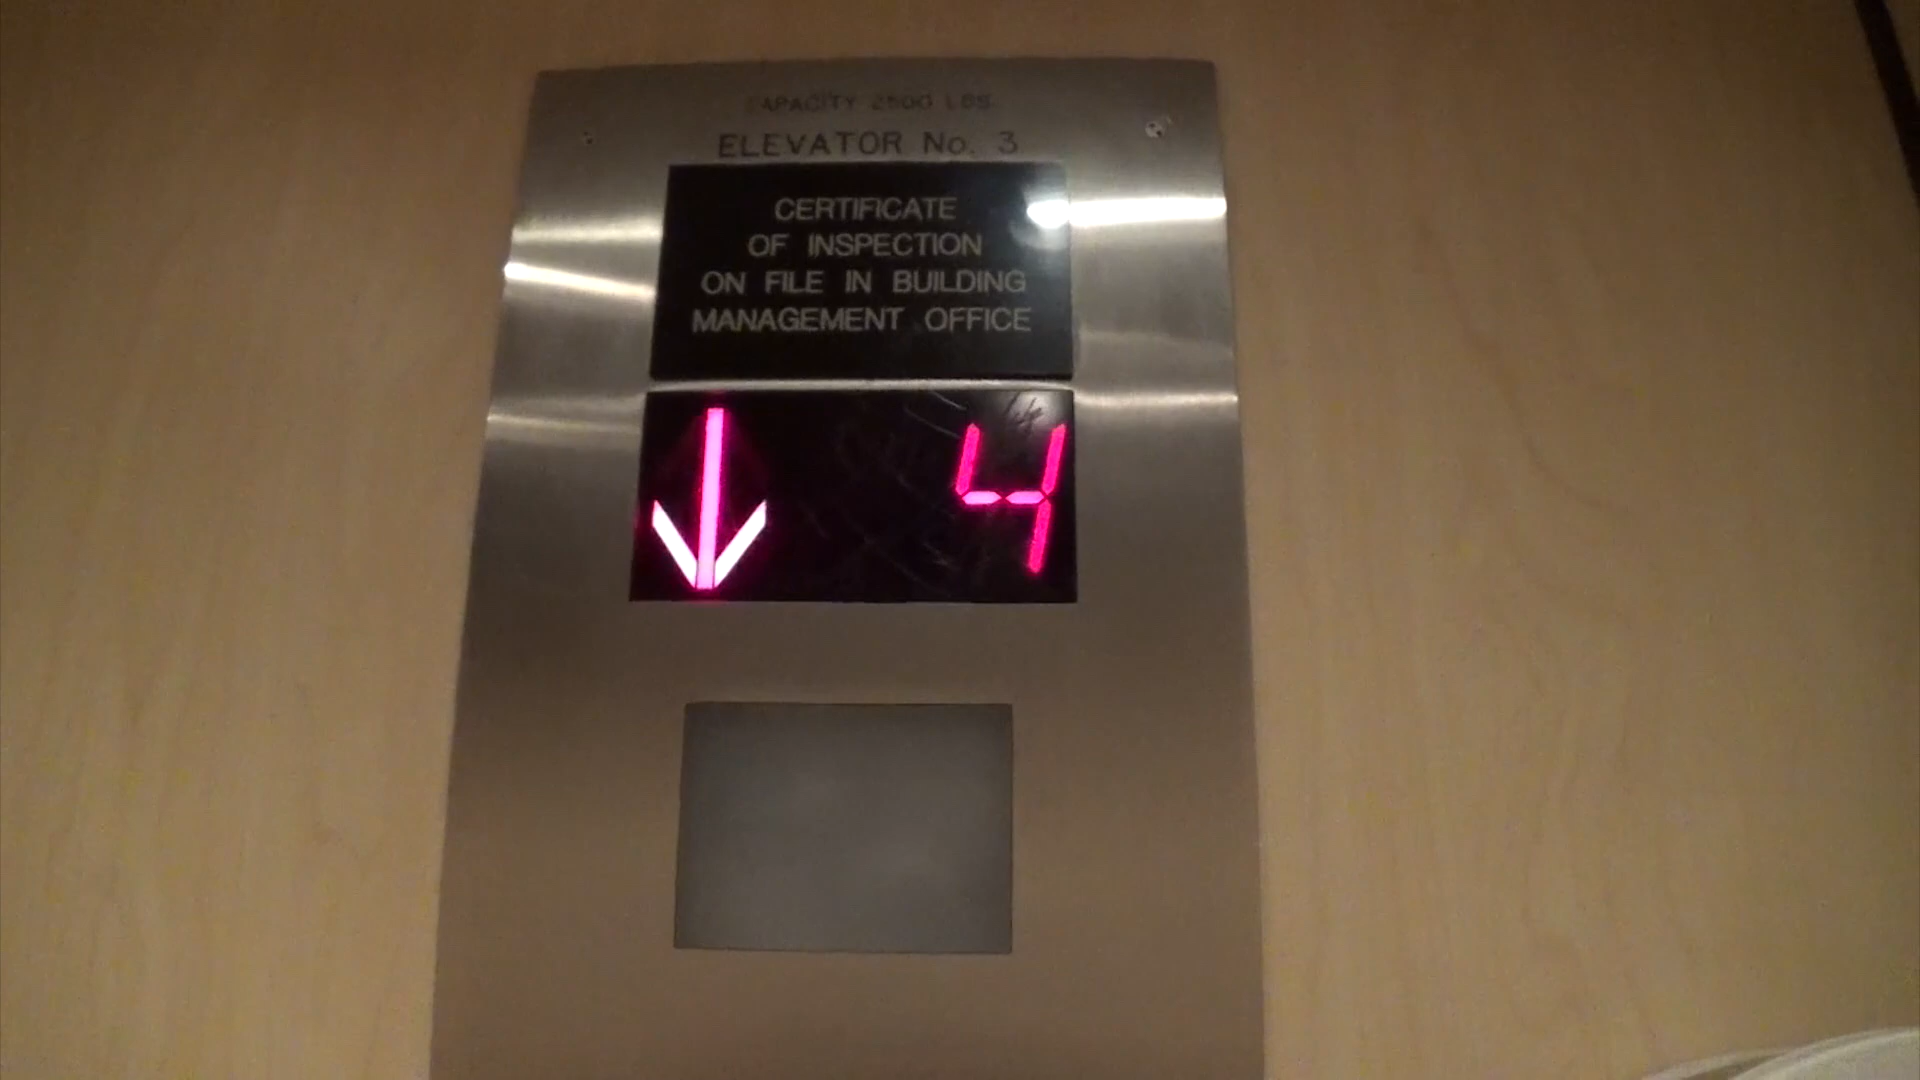 CAPACITY 2500 LBS.
ELEVATOR No. 3
CERTIFICATE
OF INSPECTION
ON FILE IN BUILDING
MANAGEMENT OFFICE
↓ 4